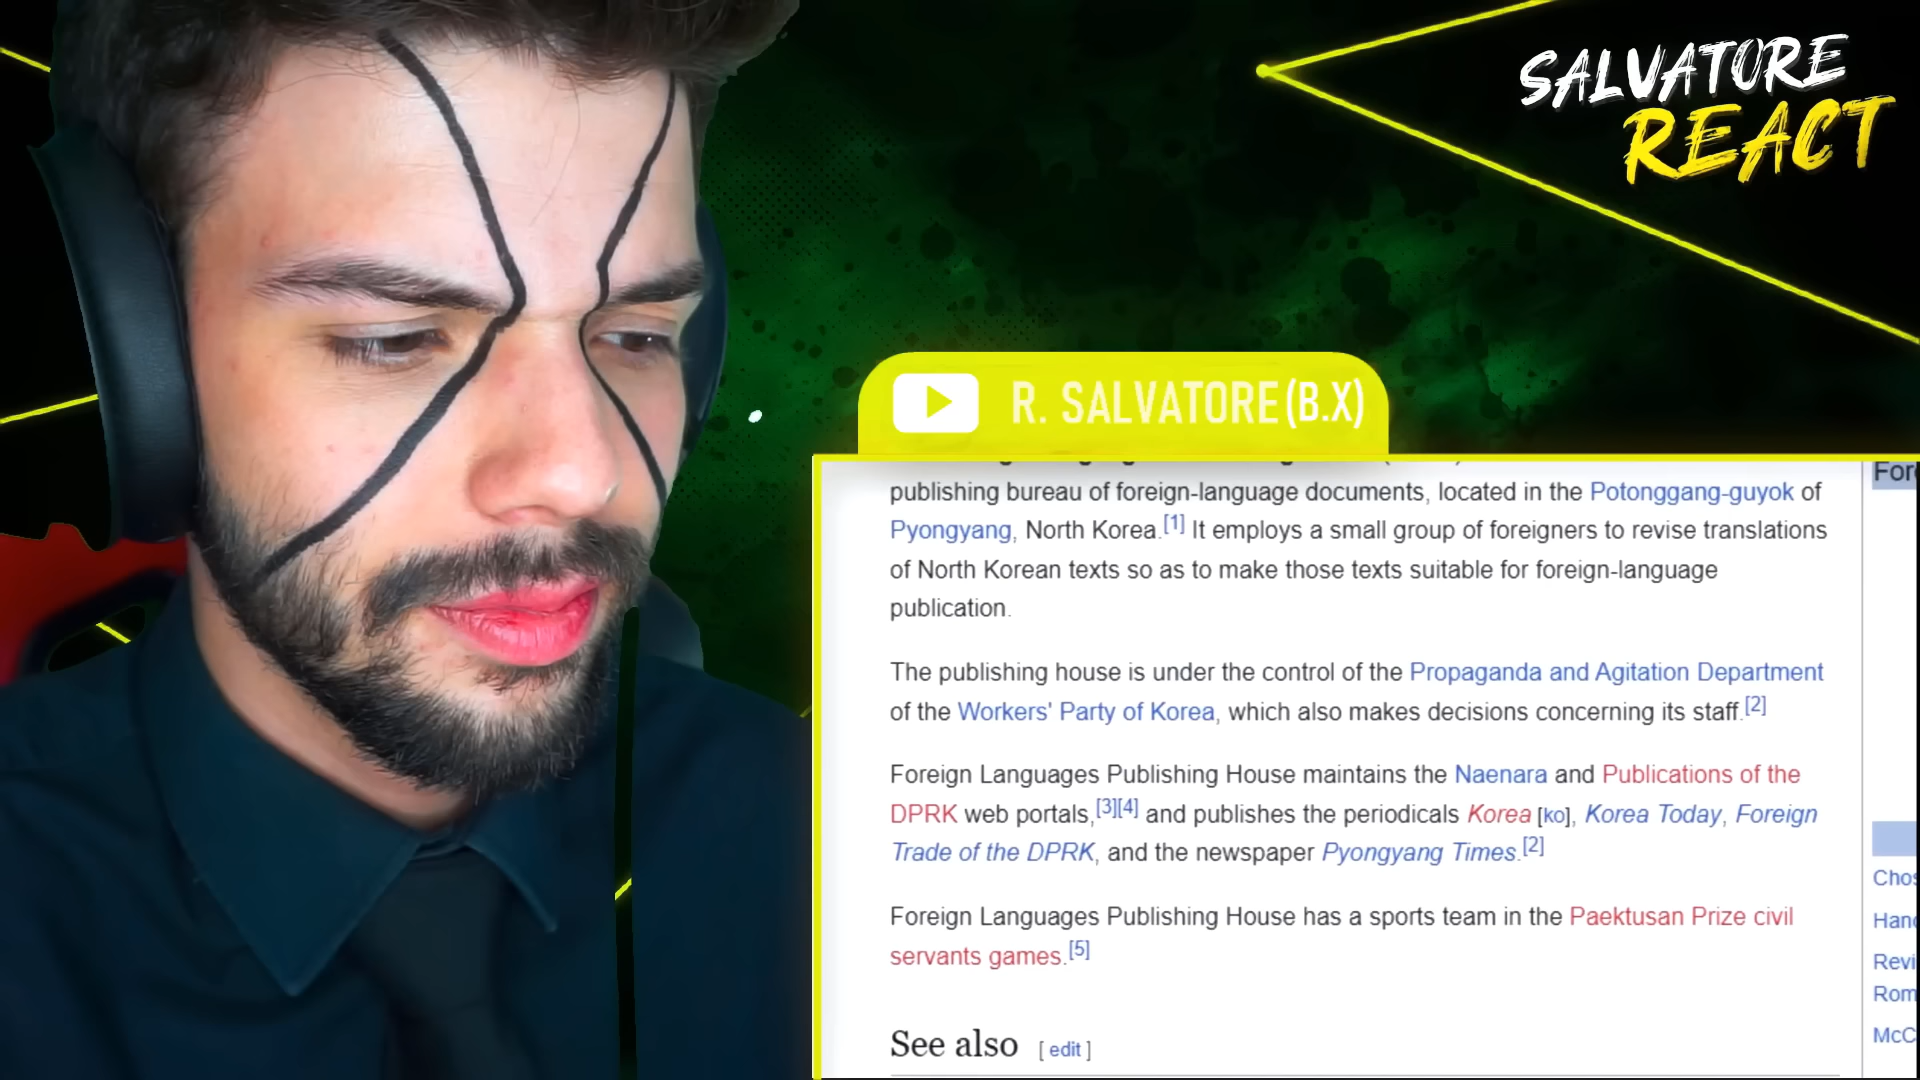 SALVATORE
REACT
R. SALVATORE(B.X)
publishing bureau of foreign-language documents, located in the Potonggang-guyok of
Pyongyang, North Korea.[1] It employs a small group of foreigners to revise translations
of North Korean texts so as to make those texts suitable for foreign-language
publication.
The publishing house is under the control of the Propaganda and Agitation Department
of the Workers' Party of Korea, which also makes decisions concerning its staff.[2]
Foreign Languages Publishing House maintains the Naenara and Publications of the
DPRK web portals,[3][4] and publishes the periodicals Korea [ko], Korea Today, Foreign
Trade of the DPRK, and the newspaper Pyongyang Times.[2]
Foreign Languages Publishing House has a sports team in the Paektusan Prize civil
servants games.[5]
See also [ edit ]